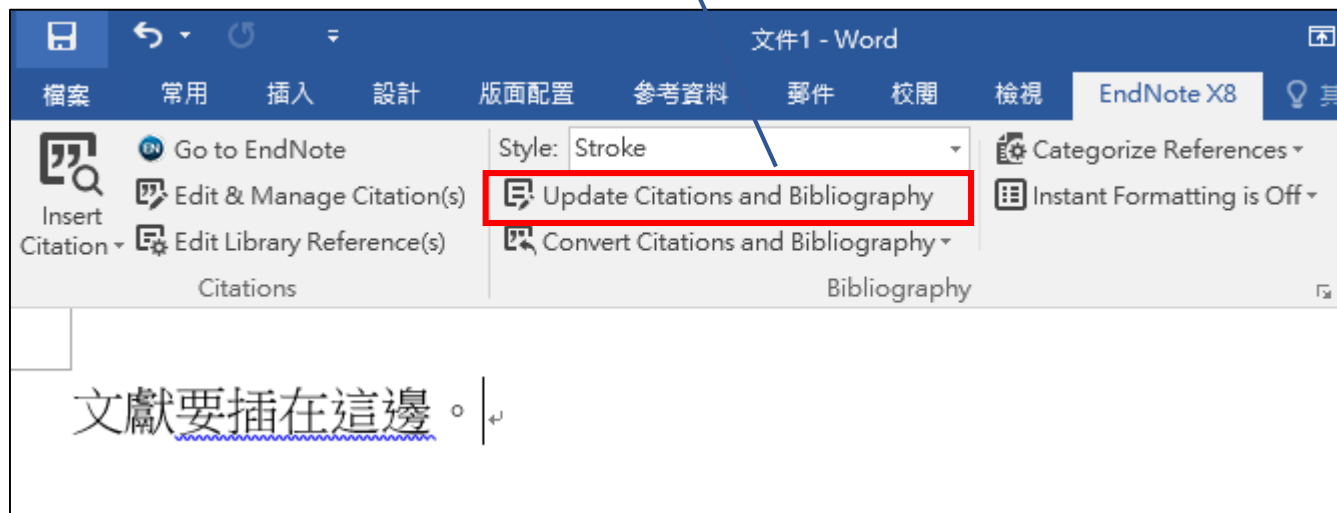 文件1 - Word
檔案 常用 插入 設計 版面配置 參考資料 郵件 校閱 檢視 EndNote X8 其
Insert Citation
Go to EndNote
Edit & Manage Citation(s)
Edit Library Reference(s)
Citations
Style: Stroke
Update Citations and Bibliography
Convert Citations and Bibliography
Bibliography
Categorize References
Instant Formatting is Off
文獻要插在這邊。